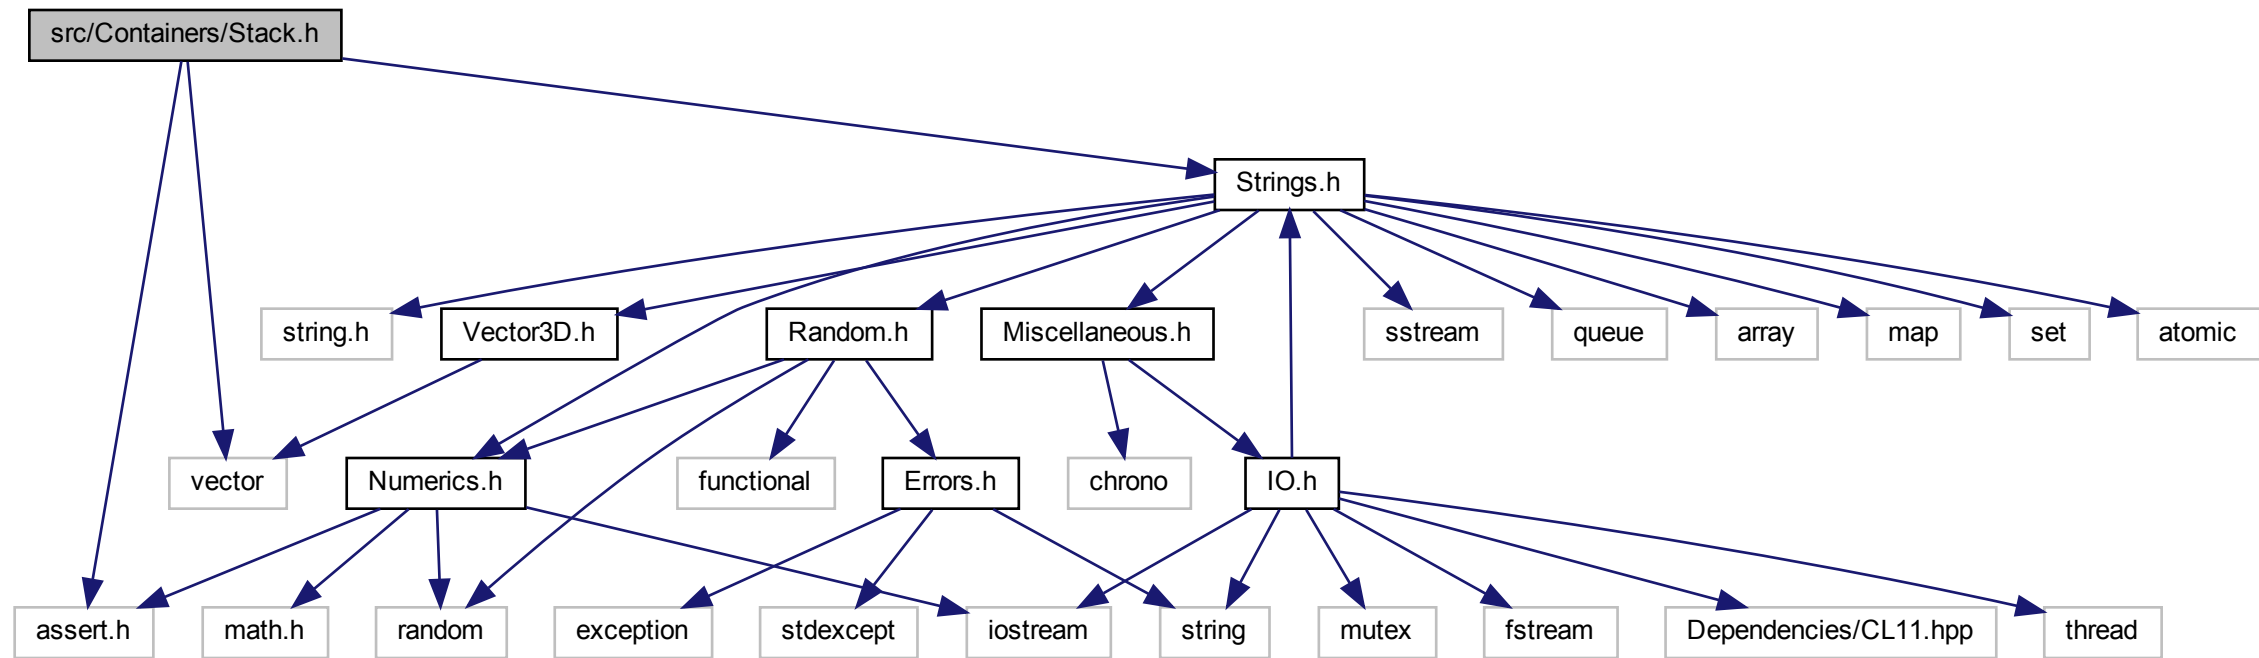 src/Containers/Stack.h
Strings.h
string.h
Vector3D.h
Random.h
Miscellaneous.h
sstream
queue
array
map
set
atomic
vector
Numerics.h
functional
Errors.h
chrono
IO.h
assert.h
math.h
random
exception
stdexcept
iostream
string
mutex
fstream
Dependencies/CL11.hpp
thread